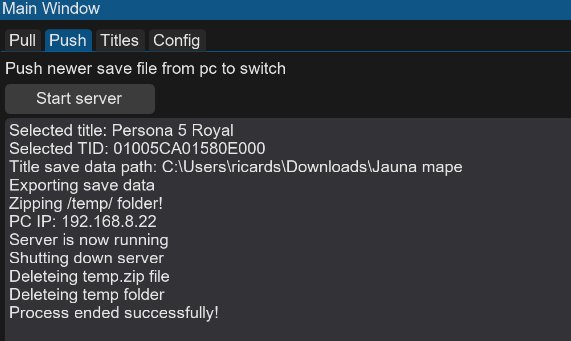 Main Window
Pull Push Titles Config
Push newer save file from pc to switch
Start server
Selected title: Persona 5 Royal
Selected TID: 01005CA01580E000
Title save data path: C:\Users\ricards\Downloads\Jauna mape
Exporting save data
Zipping /temp/ folder!
PC IP: 192.168.8.22
Server is now running
Shutting down server
Deleteing temp.zip file
Deleteing temp folder
Process ended successfully!